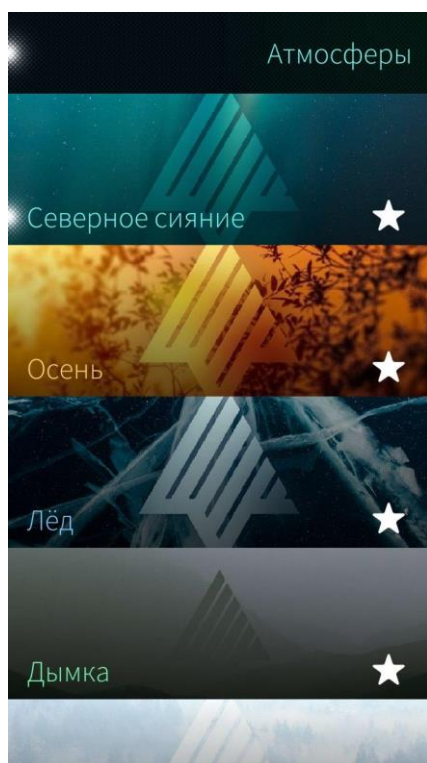 Атмосферы
Северное сияние
Осень
Лёд
Дымка